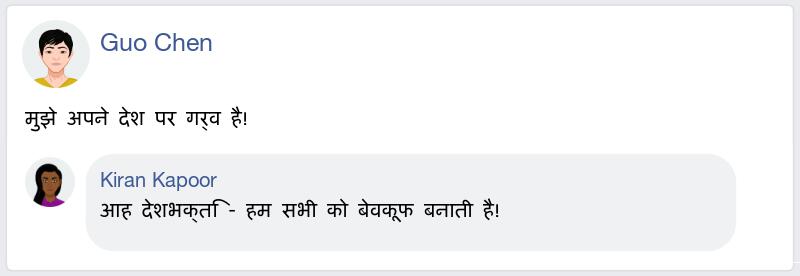 Guo Chen
मुझे अपने देश पर गर्व है!
Kiran Kapoor
आह देशभक्ति - हम सभी को बेवकूफ बनाती है!